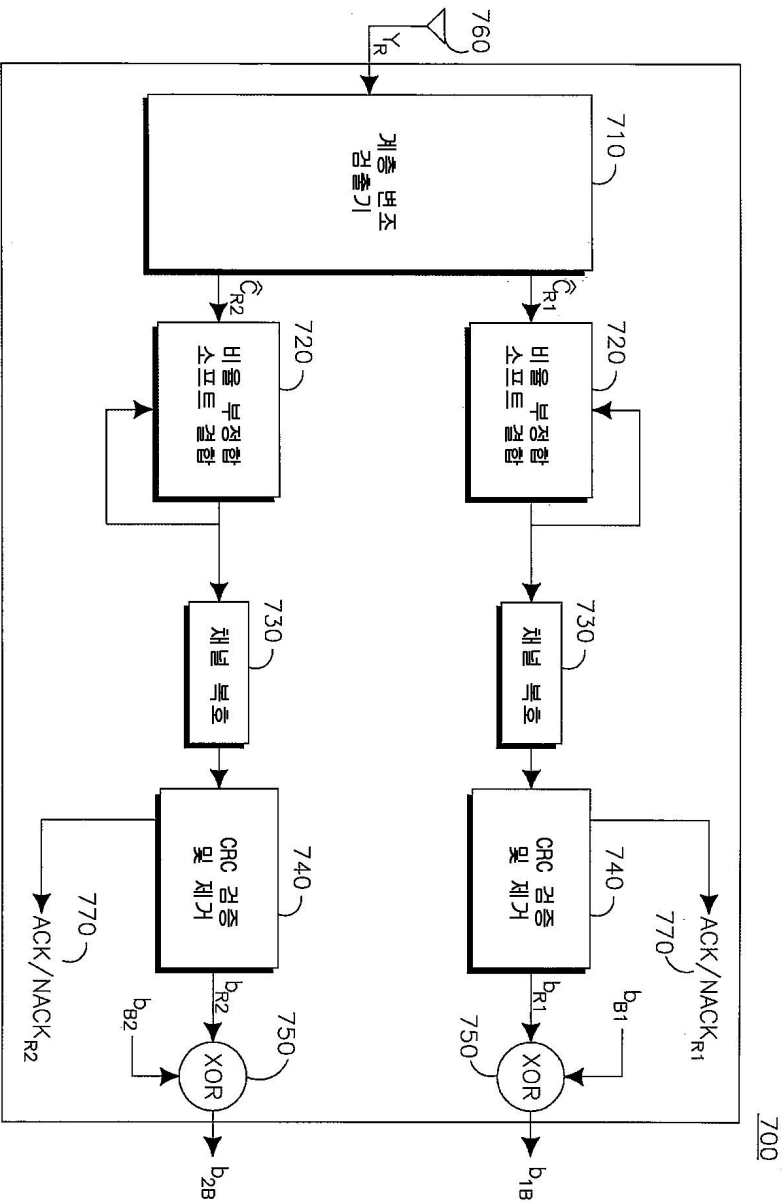 700
760
Y_R
710
계층 변조
검출기
Ĉ_R1
720
비율 부정합
소프트 결합
730
채널 복호
740
CRC 검증
및 제거
ACK/NACK_R1
770
b_R1
b_B1
750
XOR
b_1B
Ĉ_R2
720
비율 부정합
소프트 결합
730
채널 복호
740
CRC 검증
및 제거
770
ACK/NACK_R2
b_R2
b_B2
750
XOR
b_2B